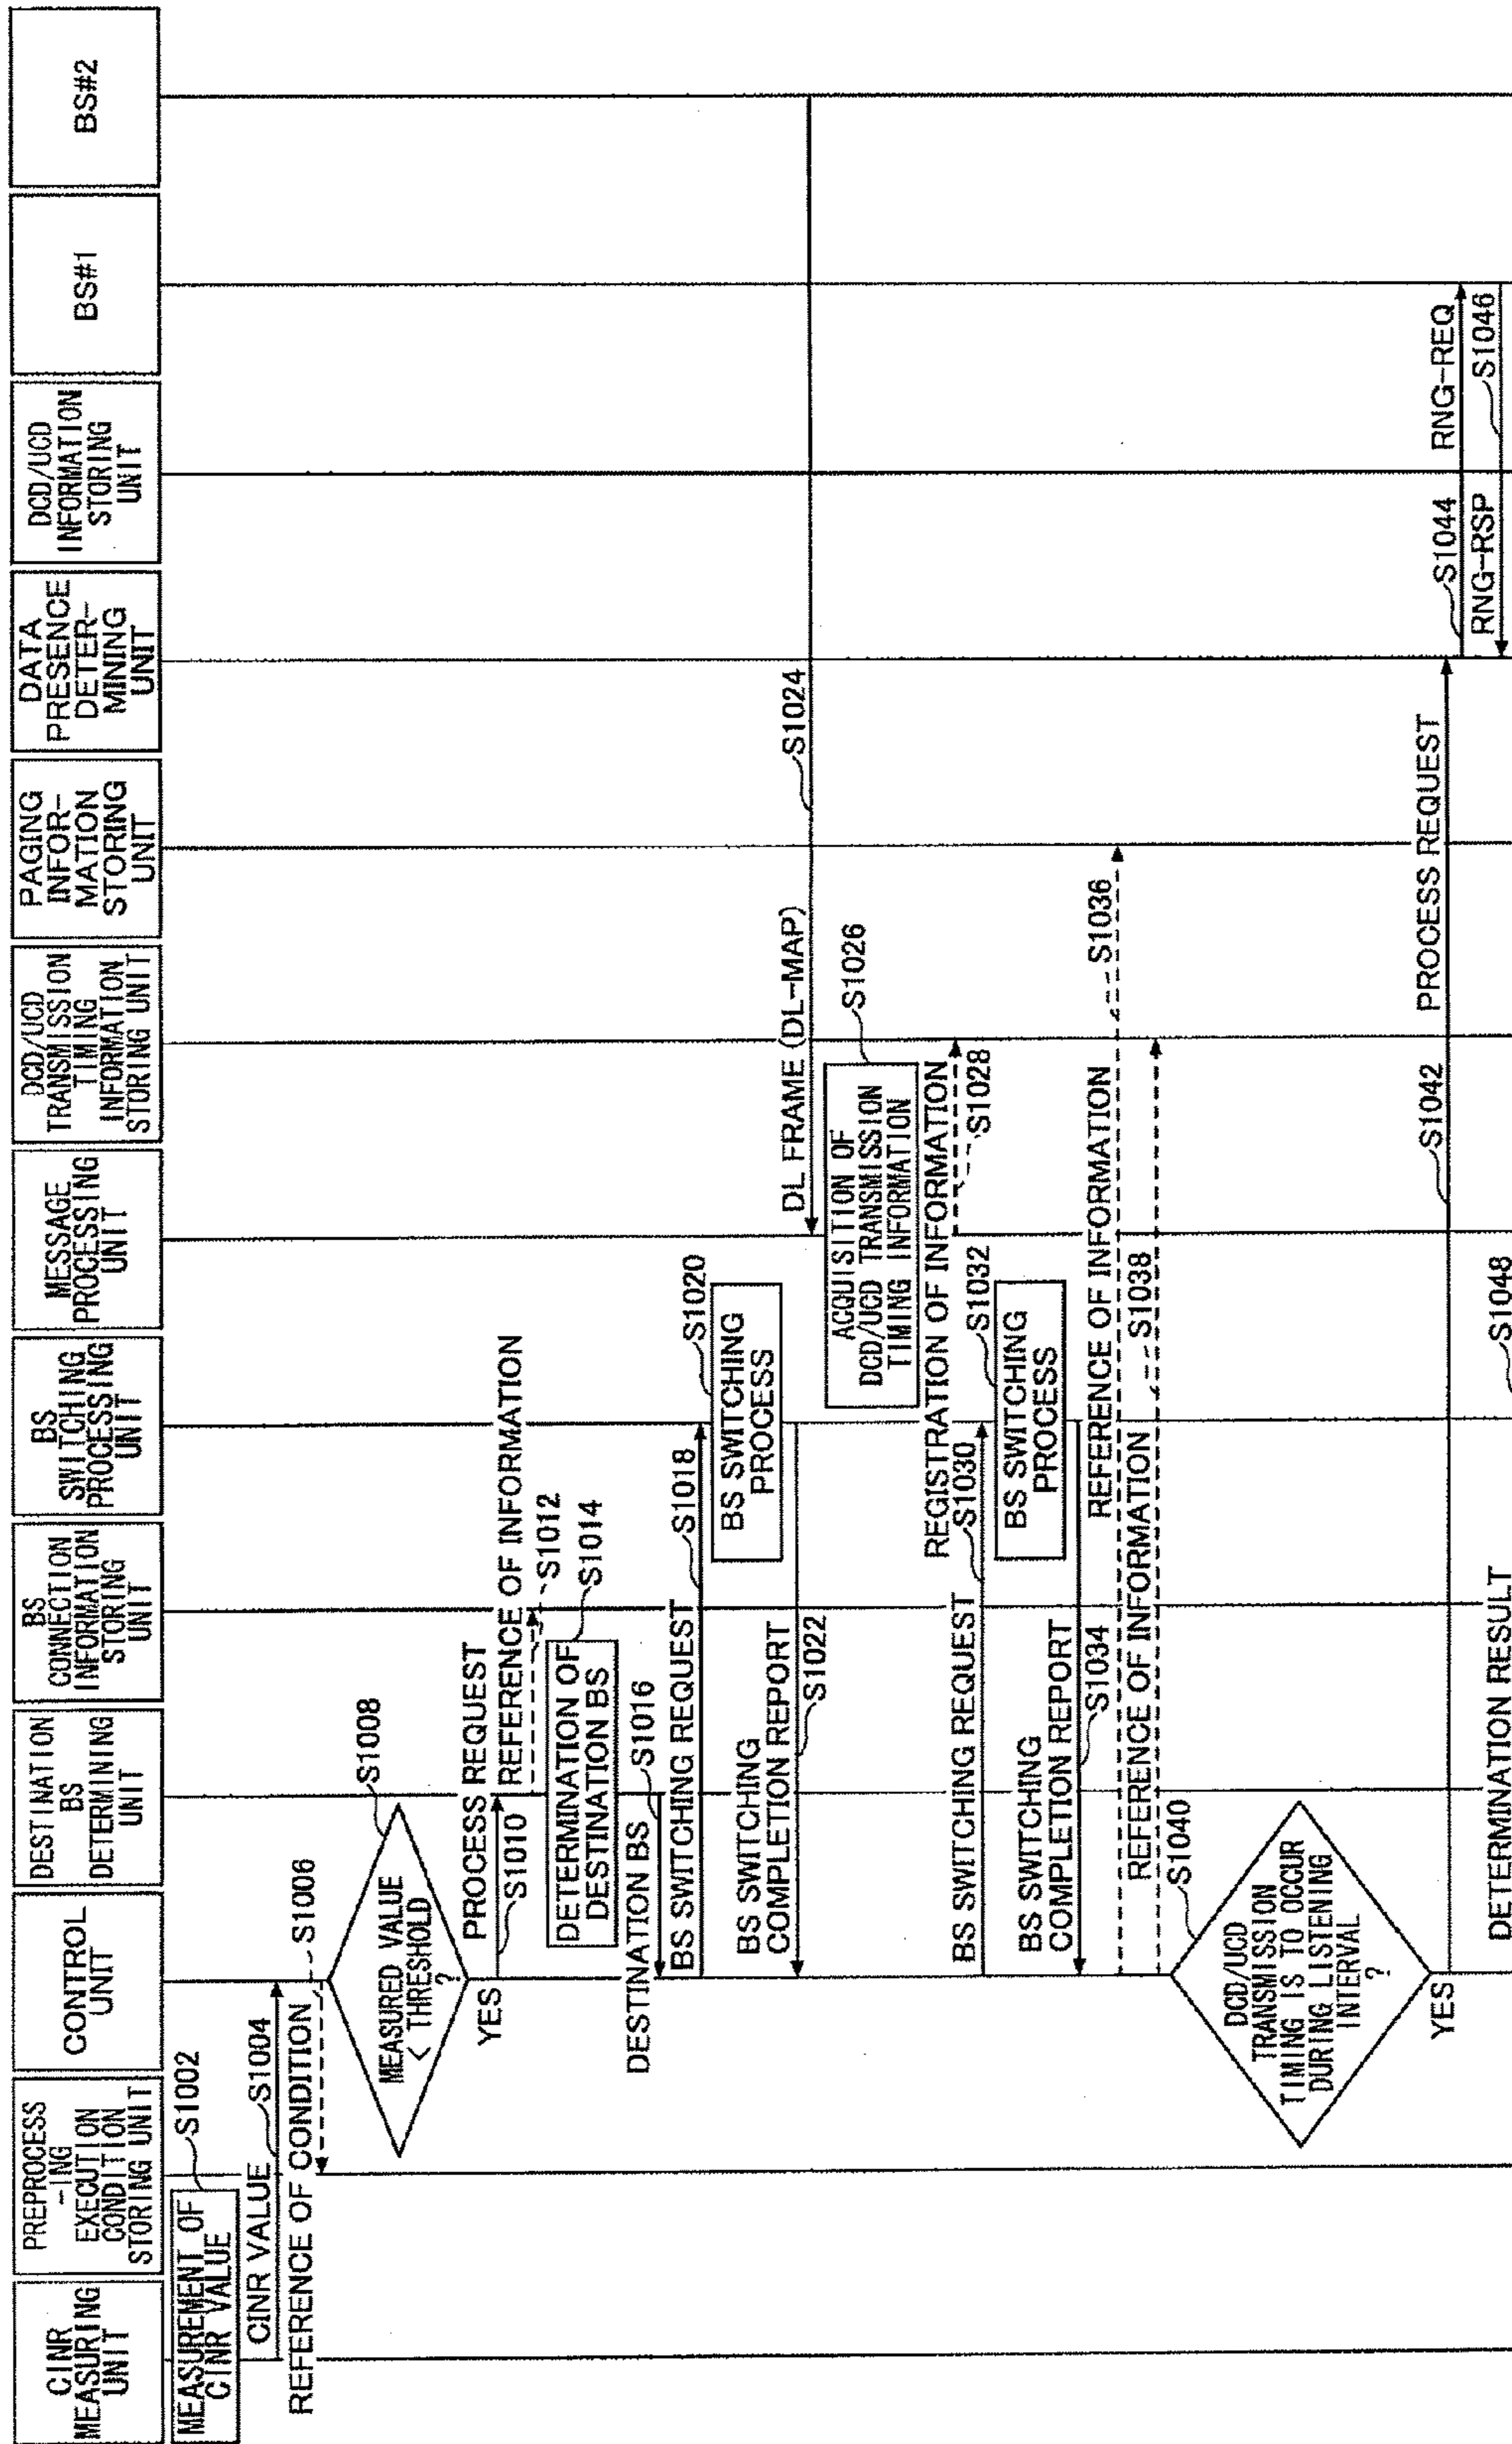 CINR
MEASURING
UNIT
PREPROCESS
-ING
EXECUTION
CONDITION
STORING UNIT
CONTROL
UNIT
DESTINATION
BS
DETERMINING
UNIT
BS
CONNECTION
INFORMATION
STORING
UNIT
BS
SWITCHING
PROCESSING
UNIT
MESSAGE
PROCESSING
UNIT
DCD/UCD
TRANSMISSION
TIMING
INFORMATION
STORING UNIT
PAGING
INFOR-
MATION
STORING
UNIT
DATA
PRESENCE
DETER-
MINING
UNIT
DCD/UCD
INFORMATION
STORING
UNIT
BS#1
BS#2
MEASUREMENT OF
CINR VALUE
S1002
CINR VALUE
S1004
REFERENCE OF CONDITION
S1006
MEASURED VALUE
< THRESHOLD
?
S1008
YES
PROCESS REQUEST
S1010
REFERENCE OF INFORMATION
S1012
DETERMINATION OF
DESTINATION BS
S1014
DESTINATION BS
S1016
BS SWITCHING REQUEST
S1018
BS SWITCHING
PROCESS
S1020
BS SWITCHING
COMPLETION REPORT
S1022
DL FRAME (DL-MAP)
S1024
ACQUISITION OF
DCD/UCD TRANSMISSION
TIMING INFORMATION
S1026
REGISTRATION OF INFORMATION
S1028
BS SWITCHING REQUEST
S1030
BS SWITCHING
PROCESS
S1032
BS SWITCHING
COMPLETION REPORT
S1034
REFERENCE OF INFORMATION
S1036
REFERENCE OF INFORMATION
S1038
DCD/UCD
TRANSMISSION
TIMING IS TO OCCUR
DURING LISTENING
INTERVAL
?
S1040
YES
S1042
PROCESS REQUEST
S1044
RNG-REQ
RNG-RSP
S1046
DETERMINATION RESULT
S1048